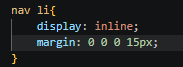 nav li{
    display: inline;
    margin: 0 0 0 15px;
}